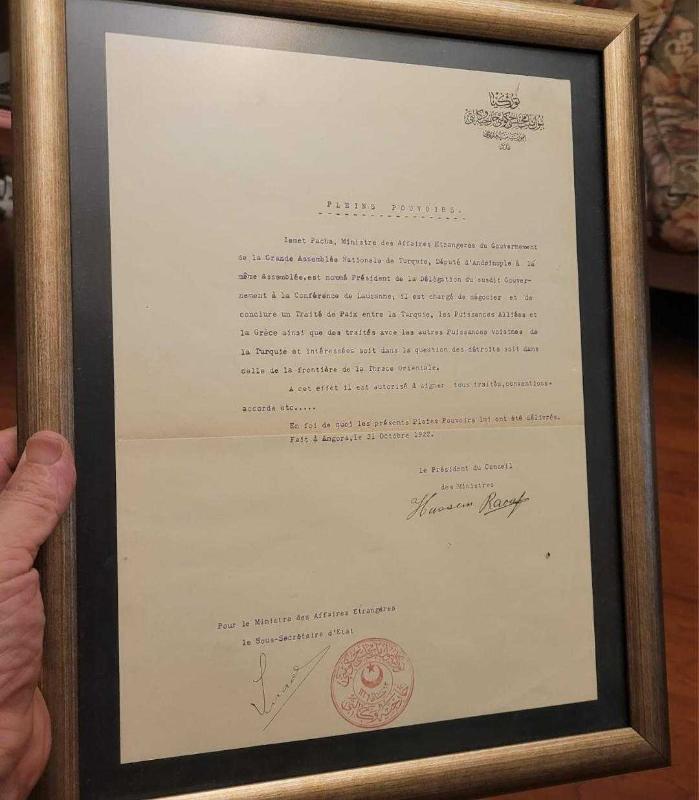 توركيا
PLEINS POUVOIRS.
Ismet Pacha, Ministre des Affaires Etrangères du Gouvernement
de la Grande Assemblée Nationale de Turquie, Député d'Andrinople à la
même Assemblée, est nommé Président de la Délégation du susdit Gouver-
nement à la Conférence de Lausanne; il est chargé de négocier et de
conclure un Traité de Paix entre la Turquie, les Puissances Alliées et
la Grèce ainsi que des traités avec les autres Puissances voisines de
la Turquie et intéressées soit dans la question des détroits soit dans
celle de la frontière de la Thrace Orientale.
A cet effet il est autorisé à signer tous traités, conventions-
accords etc.....
En foi de quoi les présents Pleins Pouvoirs lui ont été délivrés.
Fait à Angora, le 31 Octobre 1922.
le Président du Conseil
des Ministres
Hussein Raouf
Pour le Ministre des Affaires Etrangères
le Sous-Secrétaire d'Etat